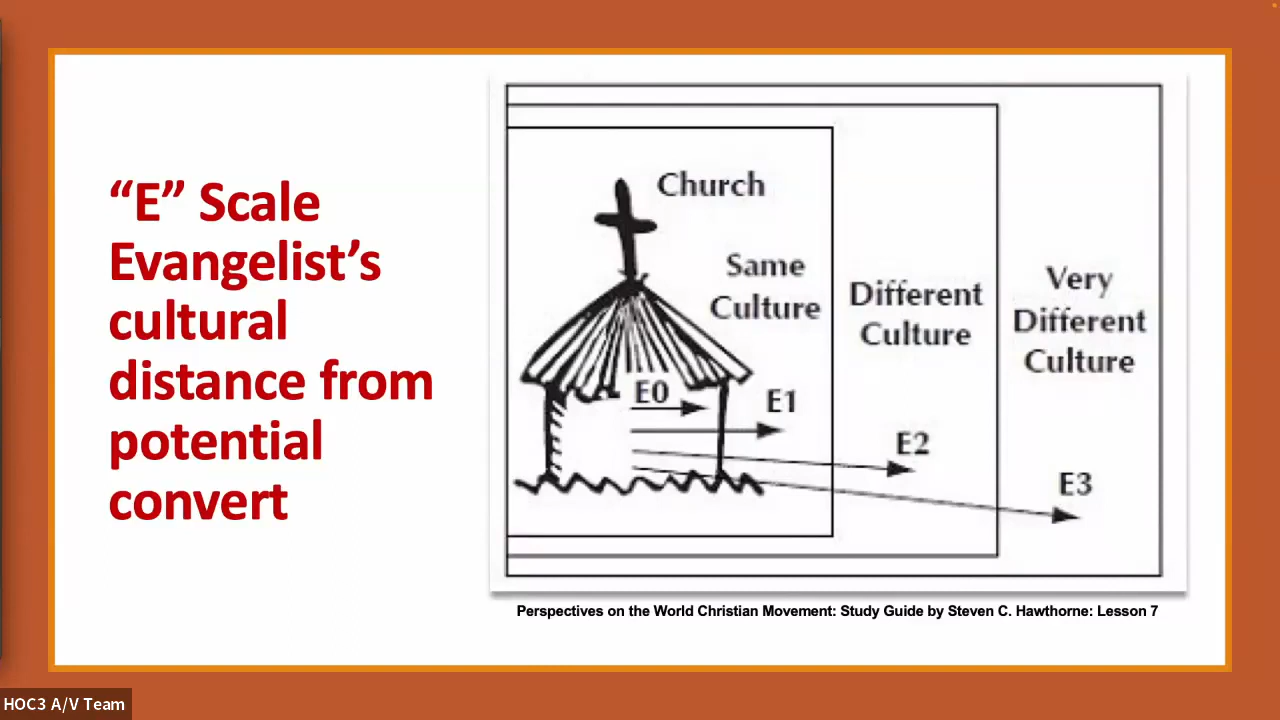 “E” Scale
Evangelist’s
cultural
distance from
potential
convert
Church
Same
Culture
Different
Culture
Very
Different
Culture
E0
E1
E2
E3
Perspectives on the World Christian Movement: Study Guide by Steven C. Hawthorne: Lesson 7
HOC3 A/V Team